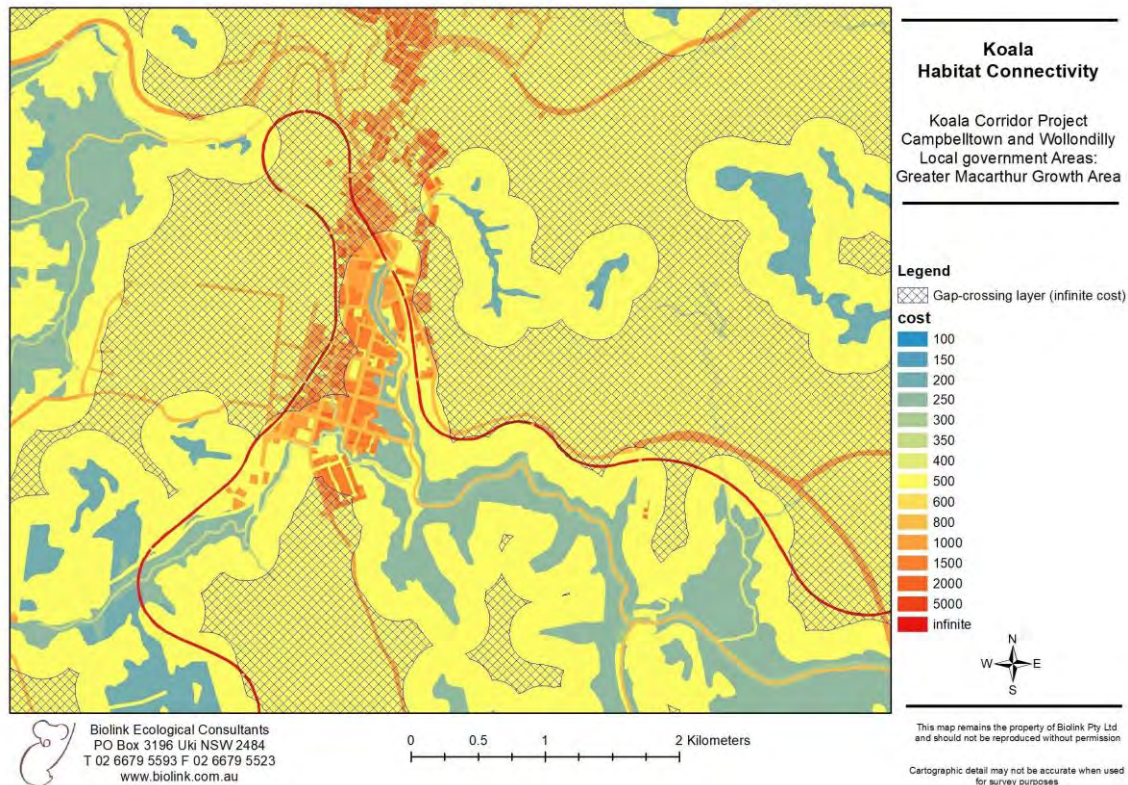 Koala
Habitat Connectivity
Koala Corridor Project
Campbelltown and Wollondilly
Local government Areas:
Greater Macarthur Growth Area
Legend
Gap-crossing layer (infinite cost)
cost
100
150
200
250
300
350
400
500
600
800
1000
1500
2000
5000
infinite
N
W E
S
This map remains the property of Biolink Pty Ltd
and should not be reproduced without permission
Cartographic detail may not be accurate when used
for survey purposes
Biolink Ecological Consultants
PO Box 3196 Uki NSW 2484
T 02 6679 5593 F 02 6679 5523
www.biolink.com.au
0 0.5 1 2 Kilometers